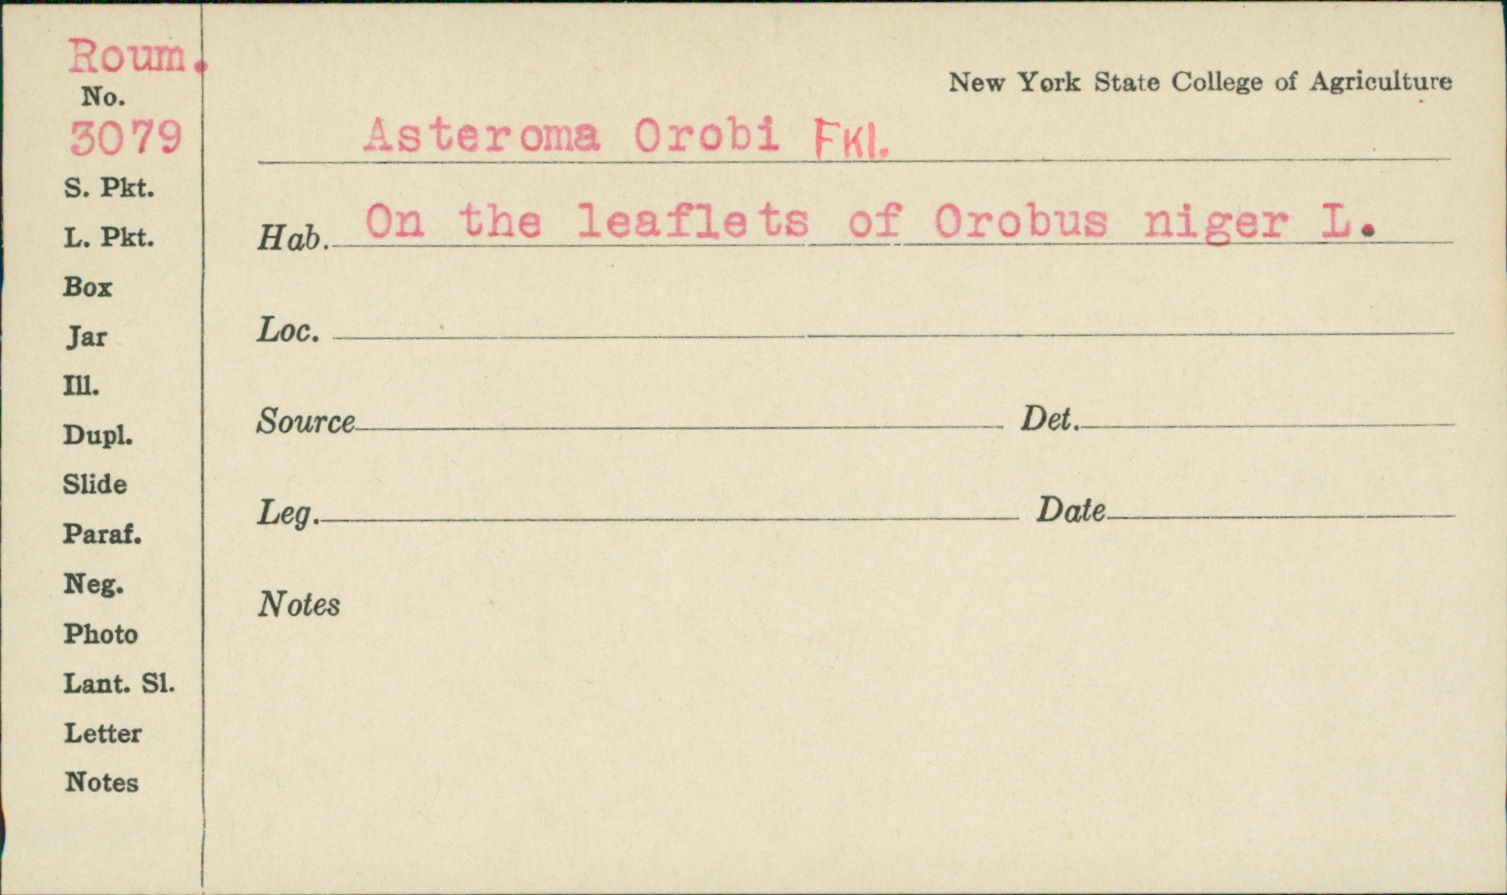 Roum.
No.
3079
S. Pkt.
L. Pkt.
Box
Jar
Ill.
Dupl.
Slide
Paraf.
Neg.
Photo
Lant. Sl.
Letter
Notes
New York State College of Agriculture
Asteroma Orobi Fkl.
Hab. On the leaflets of Orobus niger L.
Loc.
Source Det.
Leg. Date
Notes